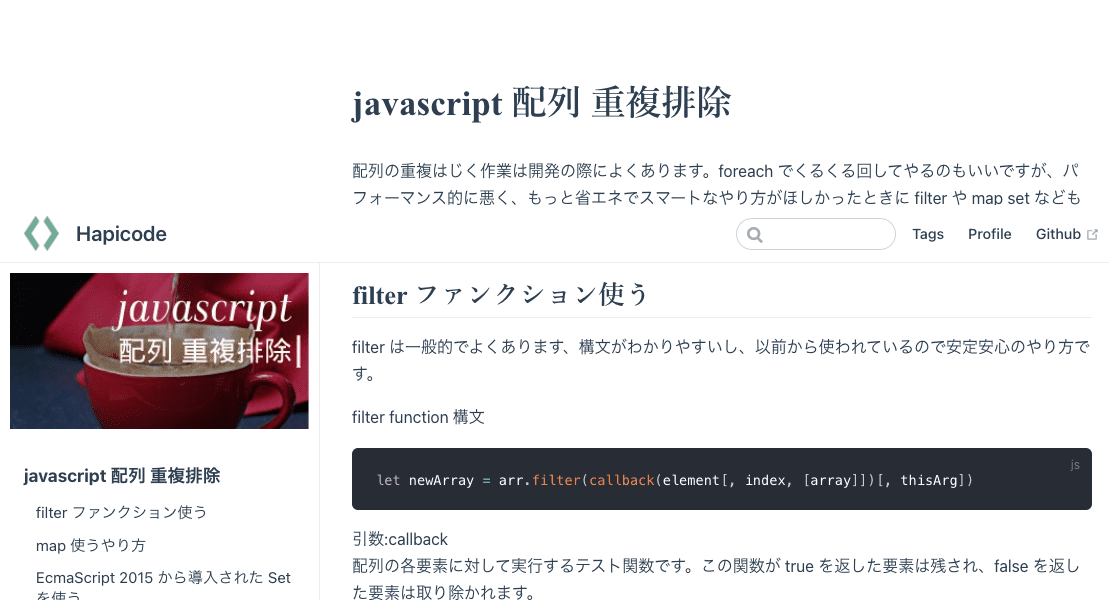 javascript 配列 重複排除
配列の重複はじく作業は開発の際によくあります。foreach でくるくる回してやるのもいいですが、パ
フォーマンス的に悪く、もっと省エネでスマートなやり方がほしかったときに filter や map set なども
Hapicode
Tags
Profile
Github
javascript
配列 重複排除
javascript 配列 重複排除
filter ファンクション使う
map 使うやり方
EcmaScript 2015 から導入された Set
を使う
filter ファンクション使う
filter は一般的でよくあります、構文がわかりやすいし、以前から使われているので安定安心のやり方で
す。
filter function 構文
js
let newArray = arr.filter(callback(element[, index, [array]])[, thisArg])
引数:callback
配列の各要素に対して実行するテスト関数です。この関数が true を返した要素は残され、false を返し
た要素は取り除かれます。